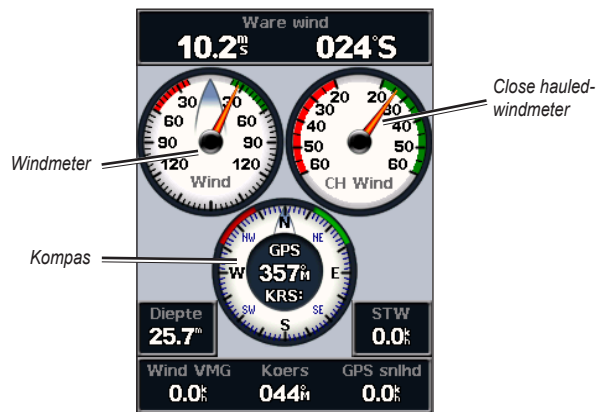 Ware wind
10.2 m/s 024°S
30 30
60 60
90 90
120 120
Wind
20 20
30 30
40 40
50 50
60 60
CH Wind
Close hauled-
windmeter
Windmeter
Kompas
N
NW NE
GPS
W 357°M E
KRS:
SW SE
S
Diepte
25.7m
STW
0.0k
Wind VMG Koers GPS snlhd
0.0k 044°M 0.0k